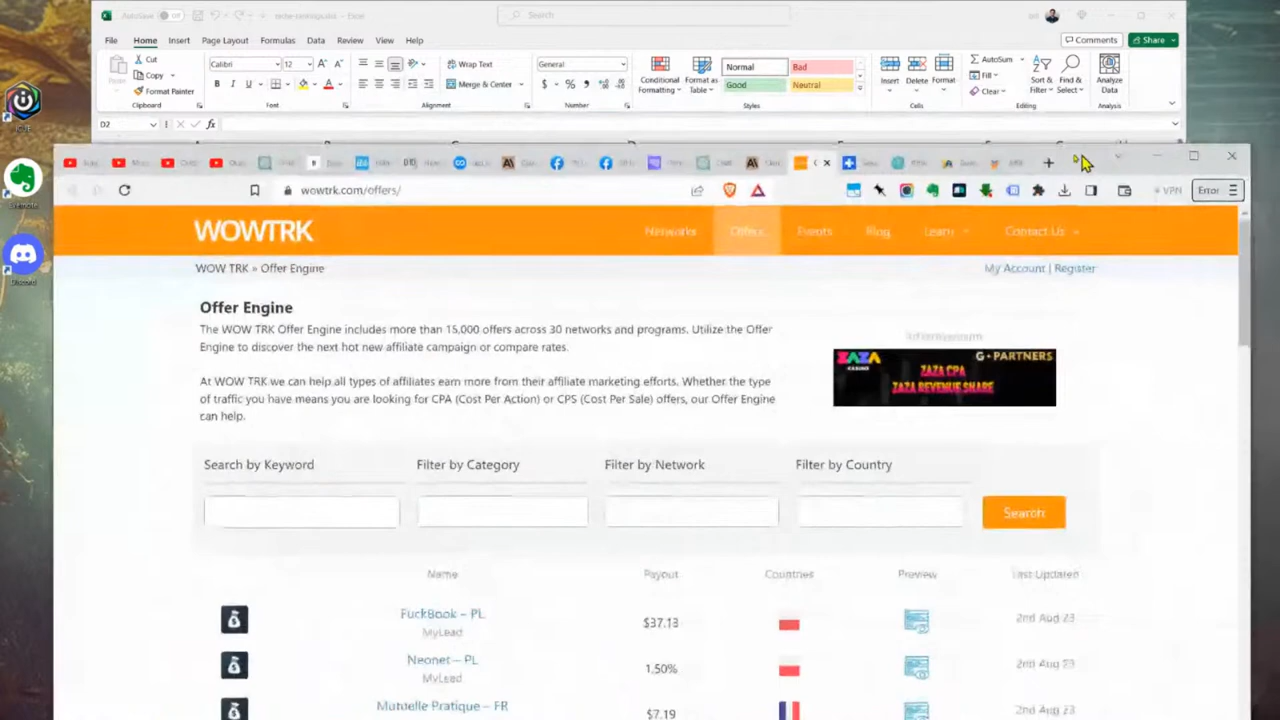 AutoSave
Off
Excel
Search
File Home Insert Page Layout Formulas Data Review View Help
Comments
Share
Paste
Cut
Copy
Format Painter
Clipboard
Calibri
12
B I U
Font
Wrap Text
Merge & Center
Alignment
General
Number
Conditional
Formatting
Format as
Table
Normal
Bad
Good
Neutral
Styles
Insert Delete Format
Cells
AutoSum
Fill
Clear
Sort &
Filter
Find &
Select
Editing
Analyze
Data
Analysis
D2
fx
Discord
wowtrk.com/offers/
VPN
Error
WOWTRK
Networks Offers Events Blog Learn Contact Us
WOW TRK » Offer Engine
My Account | Register
Offer Engine
The WOW TRK Offer Engine includes more than 15,000 offers across 30 networks and programs. Utilize the Offer
Engine to discover the next hot new affiliate campaign or compare rates.
At WOW TRK we can help all types of affiliates earn more from their affiliate marketing efforts. Whether the type
of traffic you have means you are looking for CPA (Cost Per Action) or CPS (Cost Per Sale) offers, our Offer Engine
can help.
ZAZA
CASINO
G PARTNERS
ZAZA CPA
ZAZA REVENUE SHARE
Search by Keyword Filter by Category Filter by Network Filter by Country
Search
Name Payout Countries Preview Last Updated
FuckBook – PL
MyLead
$37.13
2nd Aug 23
Neonet – PL
MyLead
1.50%
2nd Aug 23
Mutuelle Pratique – FR
$7.19
2nd Aug 23